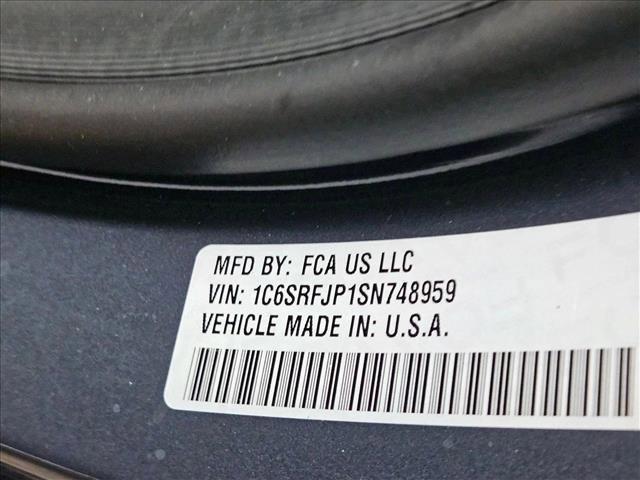 MFD BY: FCA US LLC
VIN: 1C6SRFJP1SN748959
VEHICLE MADE IN: U.S.A.